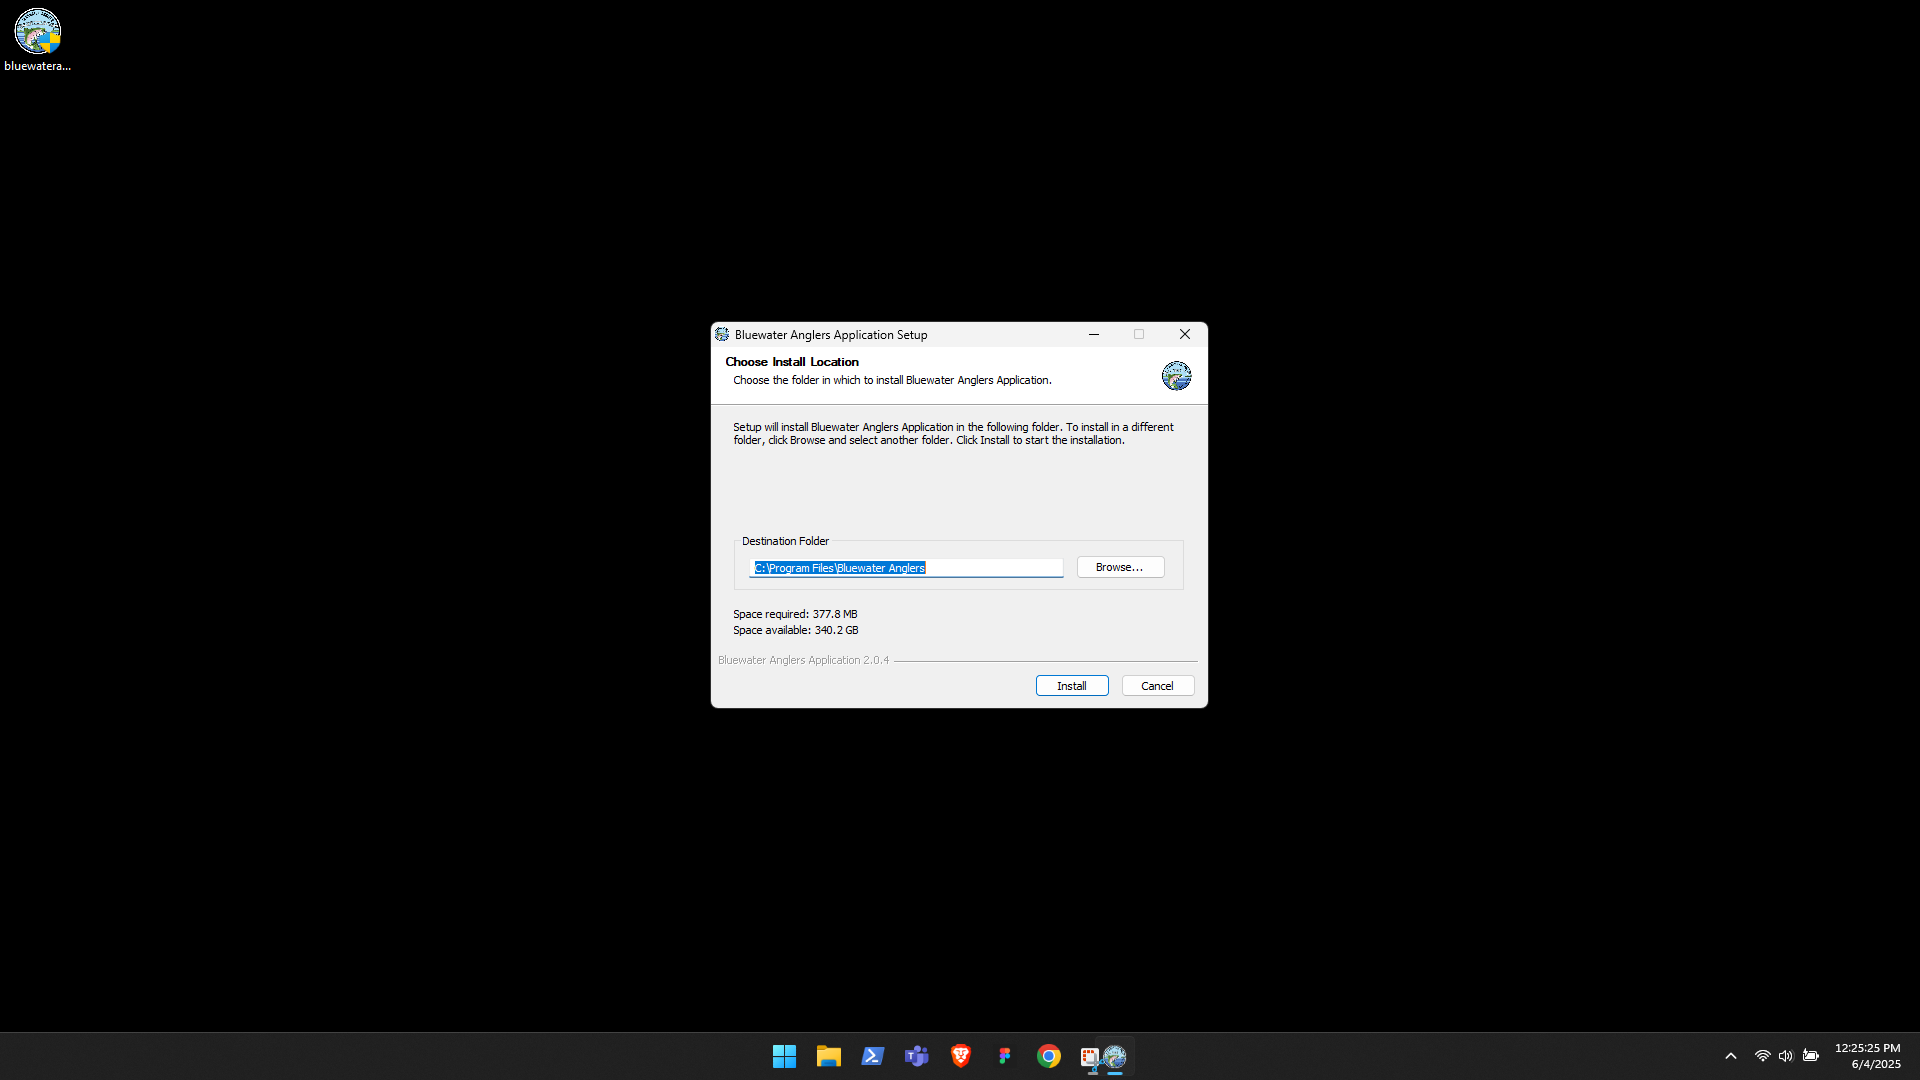 bluewatera...
Bluewater Anglers Application Setup
Choose Install Location
Choose the folder in which to install Bluewater Anglers Application.
Setup will install Bluewater Anglers Application in the following folder. To install in a different
folder, click Browse and select another folder. Click Install to start the installation.
Destination Folder
C:\Program Files\Bluewater Anglers
Browse...
Space required: 377.8 MB
Space available: 340.2 GB
Bluewater Anglers Application 2.0.4
Install
Cancel
12:25:25 PM
6/4/2025